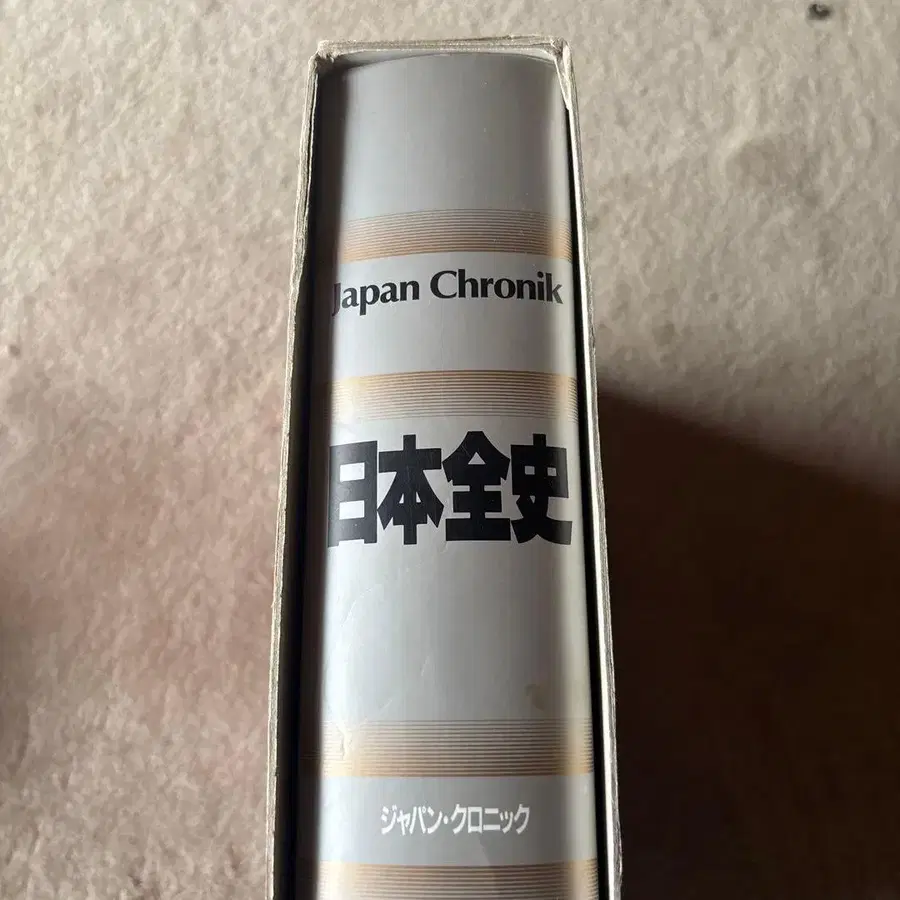 Japan Chronik
日本全史
ジャパン・クロニック